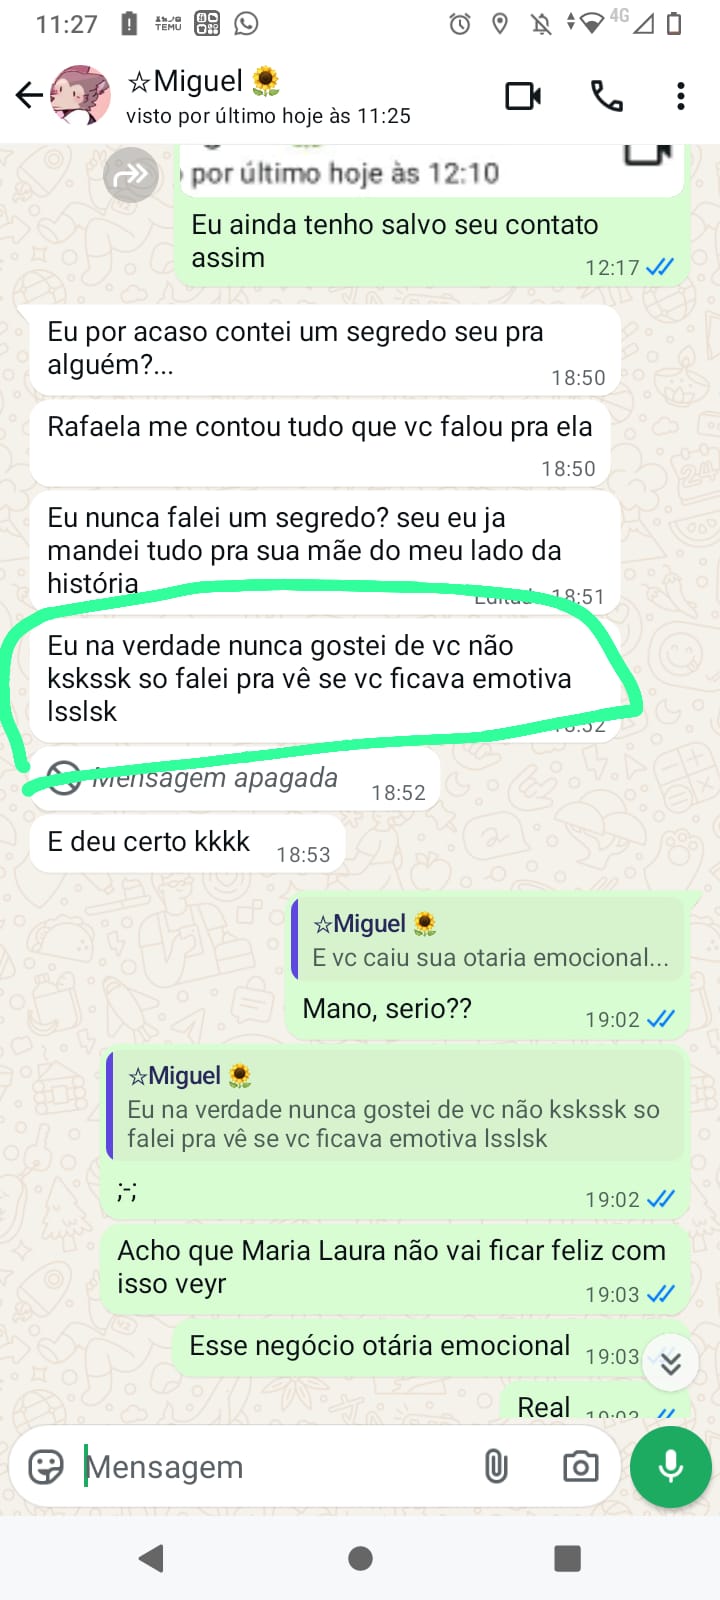 11:27
TEMU
4G
☆Miguel 🌻
visto por último hoje às 11:25
por último hoje às 12:10
Eu ainda tenho salvo seu contato
assim
12:17
Eu por acaso contei um segredo seu pra
alguém?...
18:50
Rafaela me contou tudo que vc falou pra ela
18:50
Eu nunca falei um segredo? seu eu ja
mandei tudo pra sua mãe do meu lado da
história
18:51
Eu na verdade nunca gostei de vc não
kskssk so falei pra vê se vc ficava emotiva
lsslsk
18:52
Mensagem apagada
18:52
E deu certo kkkk
18:53
☆Miguel 🌻
E vc caiu sua otaria emocional...
Mano, serio??
19:02
☆Miguel 🌻
Eu na verdade nunca gostei de vc não kskssk so
falei pra vê se vc ficava emotiva lsslsk
;-;
19:02
Acho que Maria Laura não vai ficar feliz com
isso veyr
19:03
Esse negócio otária emocional
19:03
Real
19:03
Mensagem